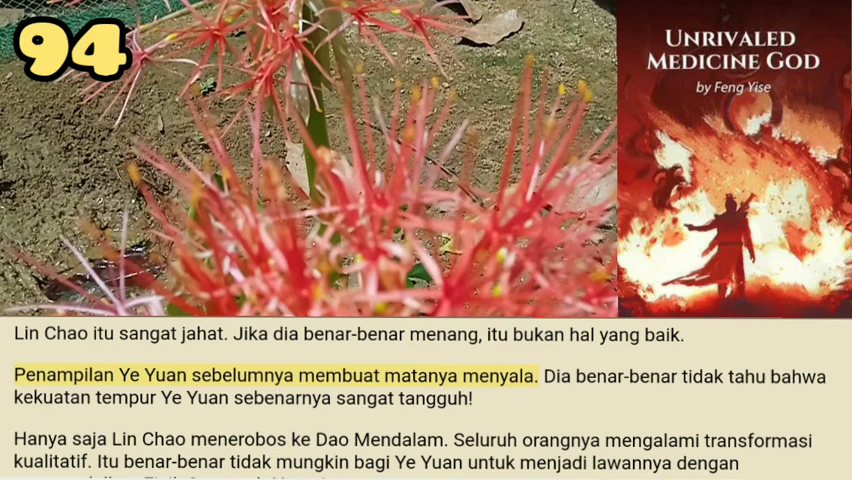 94
UNRIVALED
MEDICINE GOD
by Feng Yise
Lin Chao itu sangat jahat. Jika dia benar-benar menang, itu bukan hal yang baik.
Penampilan Ye Yuan sebelumnya membuat matanya menyala. Dia benar-benar tidak tahu bahwa
kekuatan tempur Ye Yuan sebenarnya sangat tangguh!
Hanya saja Lin Chao menerobos ke Dao Mendalam. Seluruh orangnya mengalami transformasi
kualitatif. Itu benar-benar tidak mungkin bagi Ye Yuan untuk menjadi lawannya dengan